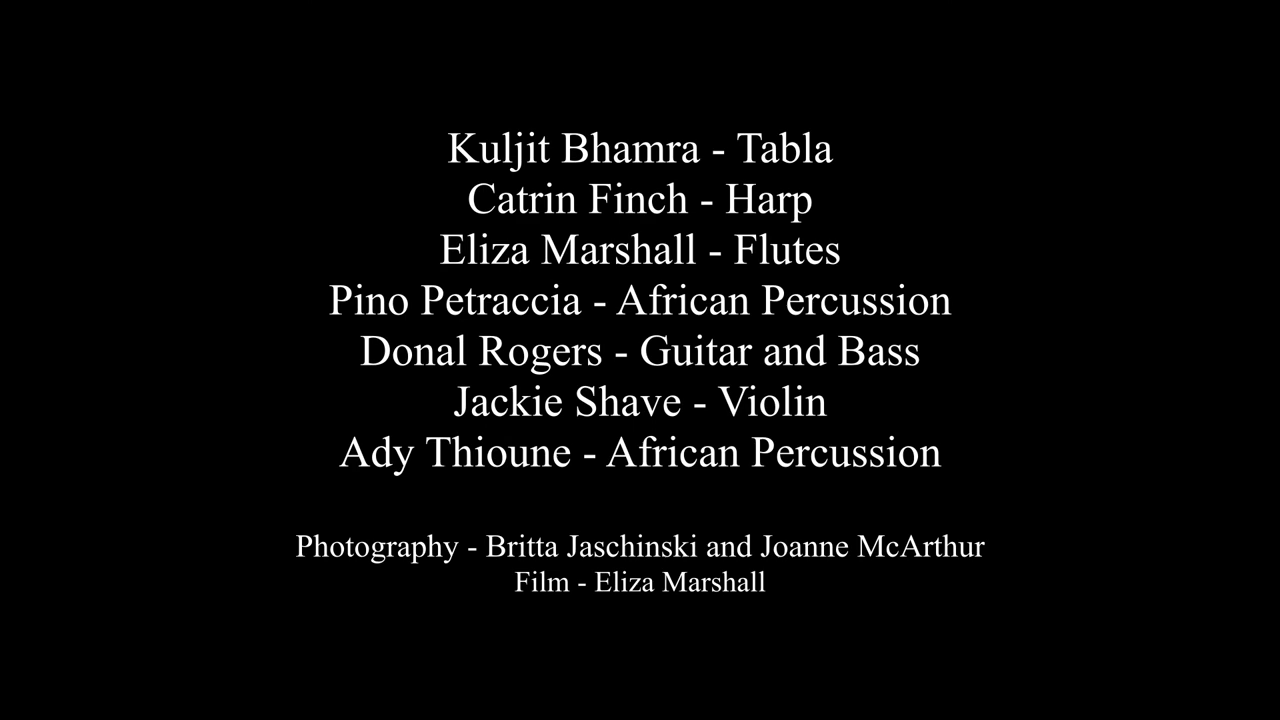 Kuljit Bhamra - Tabla
Catrin Finch - Harp
Eliza Marshall - Flutes
Pino Petraccia - African Percussion
Donal Rogers - Guitar and Bass
Jackie Shave - Violin
Ady Thioune - African Percussion
Photography - Britta Jaschinski and Joanne McArthur
Film - Eliza Marshall